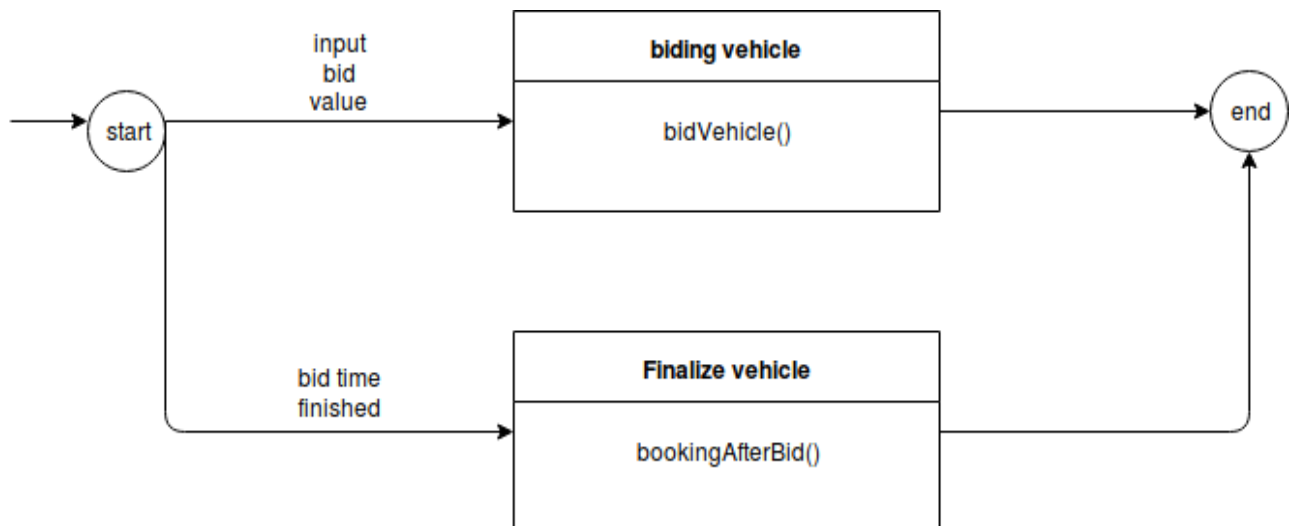 input
bid
value
biding vehicle
start
bidVehicle()
end
bid time
finished
Finalize vehicle
bookingAfterBid()